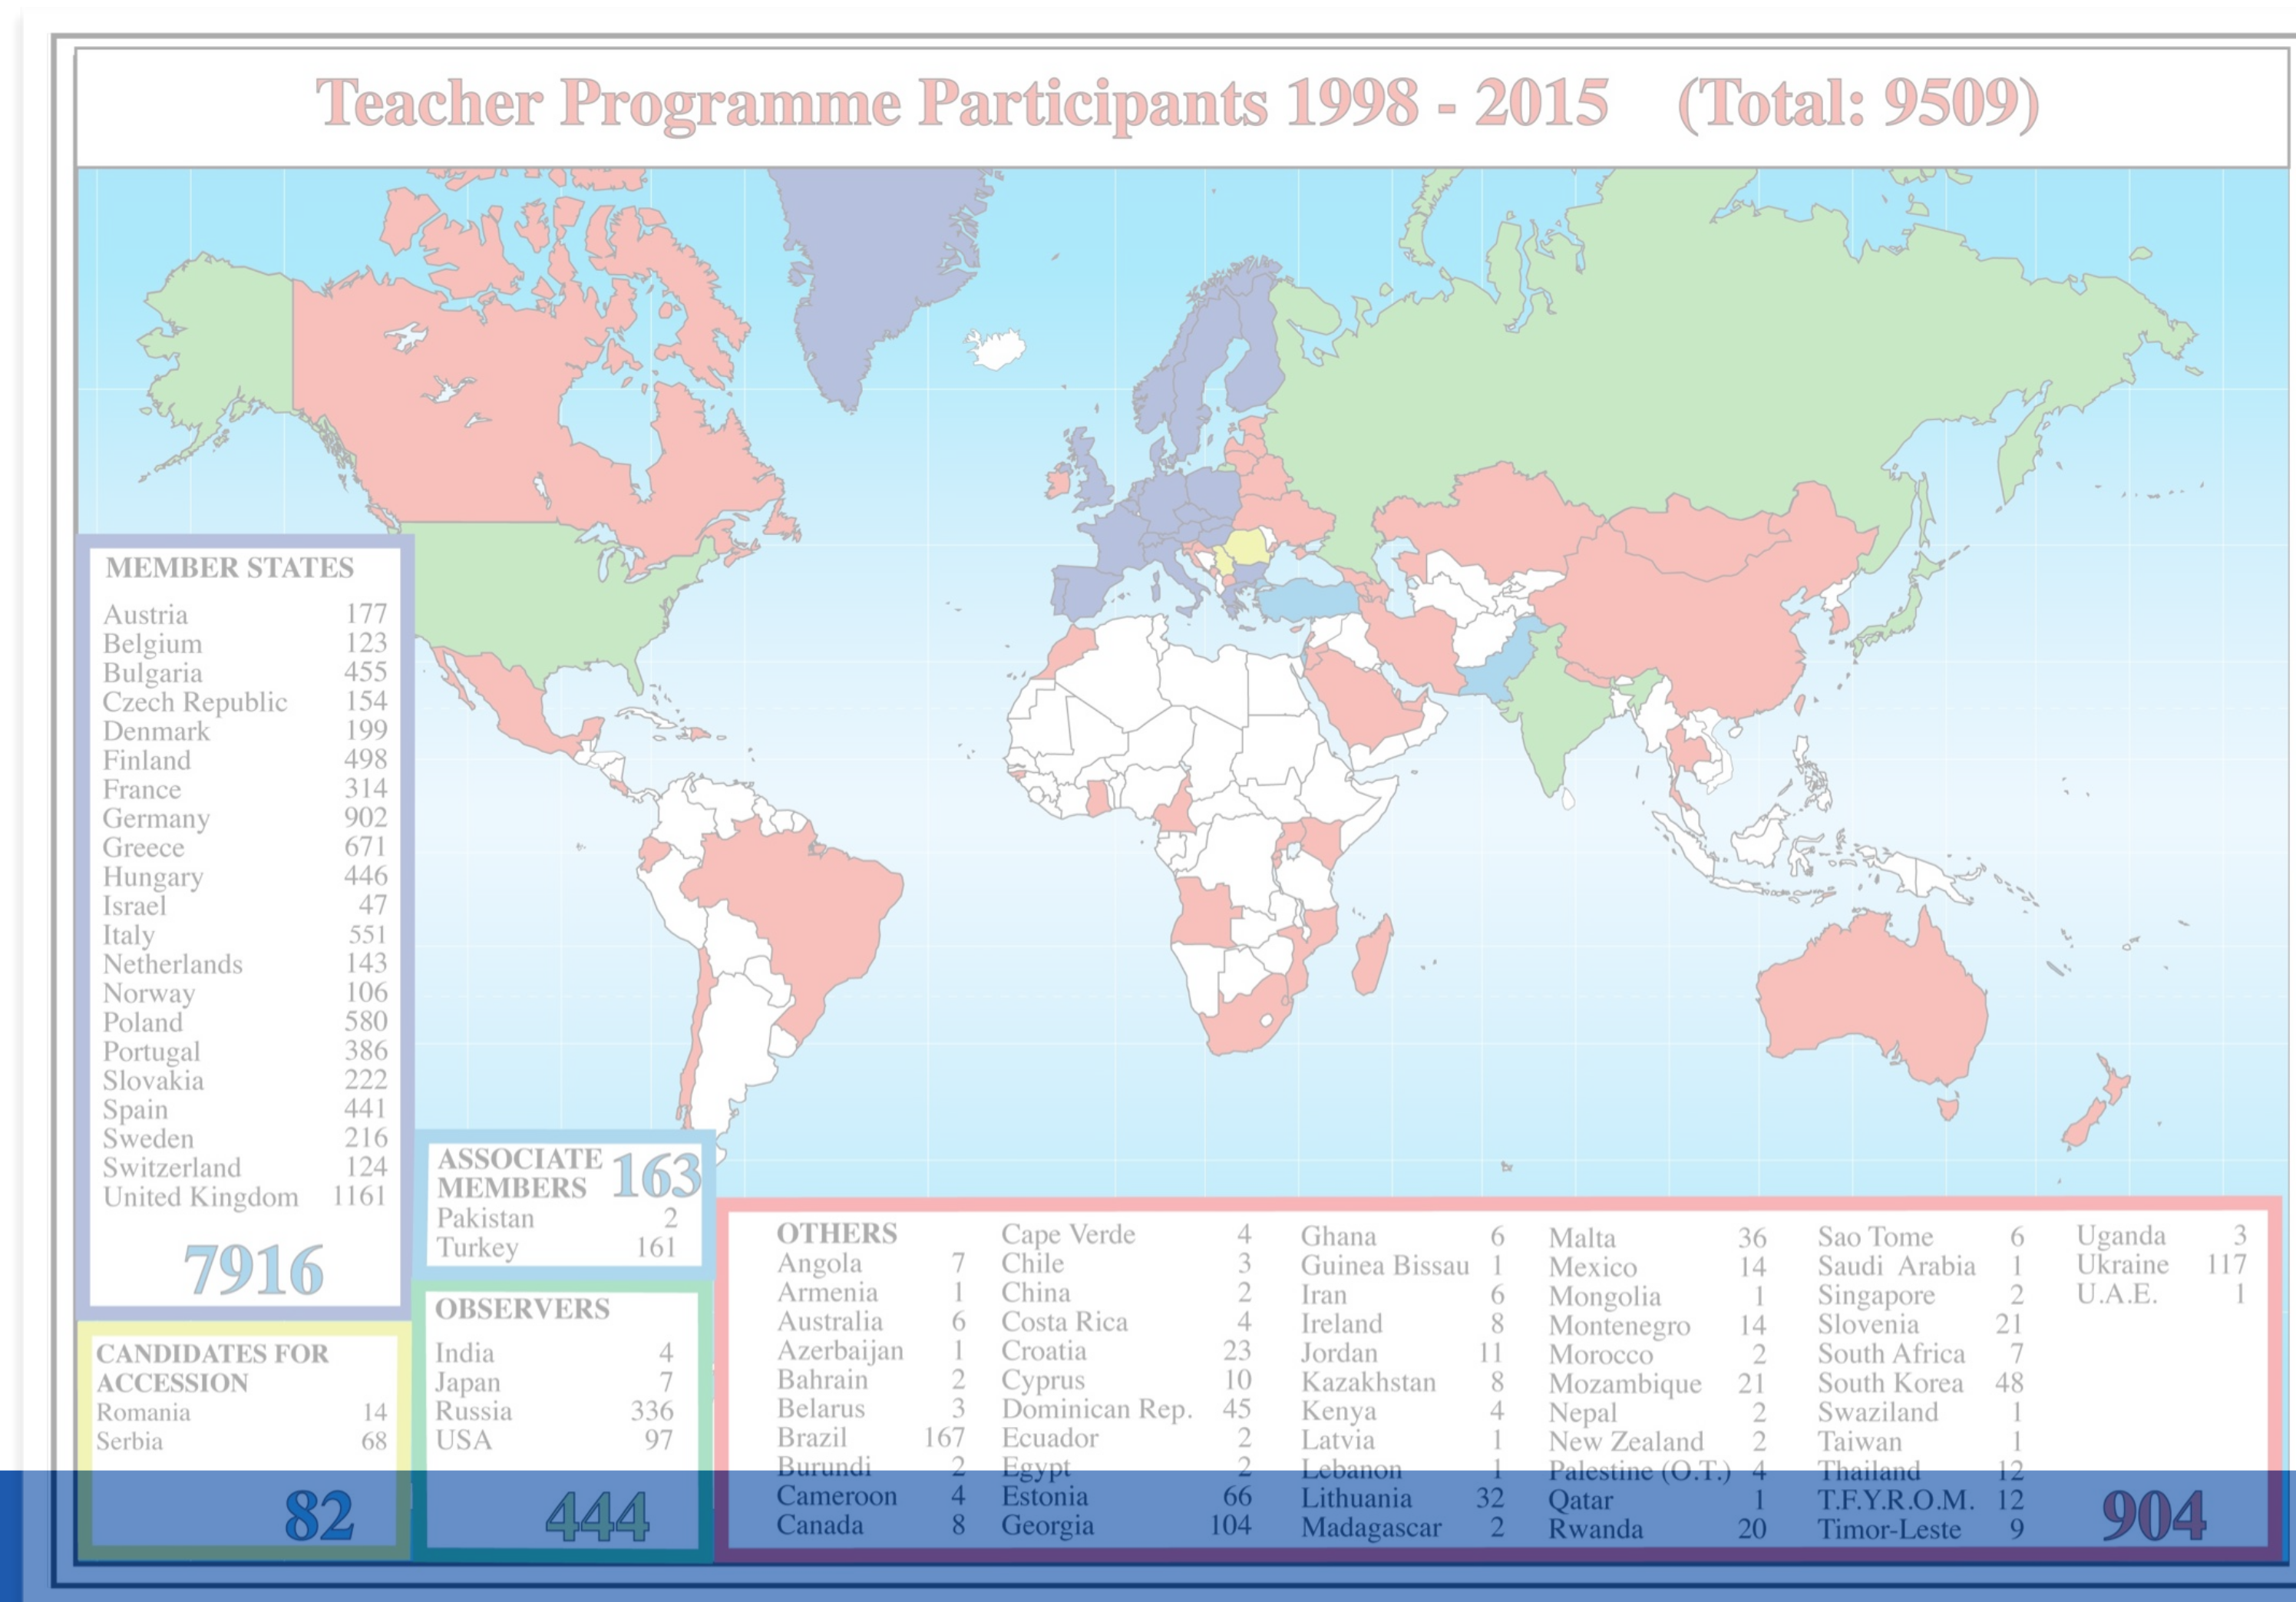 Teacher Programme Participants 1998 - 2015 (Total: 9509)
MEMBER STATES
Austria 177
Belgium 123
Bulgaria 455
Czech Republic 154
Denmark 199
Finland 498
France 314
Germany 902
Greece 671
Hungary 446
Israel 47
Italy 551
Netherlands 143
Norway 106
Poland 580
Portugal 386
Slovakia 222
Spain 441
Sweden 216
Switzerland 124
United Kingdom 1161
7916
CANDIDATES FOR
ACCESSION
Romania 14
Serbia 68
82
ASSOCIATE 163
MEMBERS
Pakistan 2
Turkey 161
OBSERVERS
India 4
Japan 7
Russia 336
USA 97
444
OTHERS
Angola 7
Armenia 1
Australia 6
Azerbaijan 1
Bahrain 2
Belarus 3
Brazil 167
Burundi 2
Cameroon 4
Canada 8
Cape Verde 4
Chile 3
China 2
Costa Rica 4
Croatia 23
Cyprus 10
Dominican Rep. 45
Ecuador 2
Egypt 2
Estonia 66
Georgia 104
Ghana 6
Guinea Bissau 1
Iran 6
Ireland 8
Jordan 11
Kazakhstan 8
Kenya 4
Latvia 1
Lebanon 1
Lithuania 32
Madagascar 2
Malta 36
Mexico 14
Mongolia 1
Montenegro 14
Morocco 2
Mozambique 21
Nepal 2
New Zealand 2
Palestine (O.T.) 4
Qatar 1
Rwanda 20
Sao Tome 6
Saudi Arabia 1
Singapore 2
Slovenia 21
South Africa 7
South Korea 48
Swaziland 1
Taiwan 1
Thailand 12
T.F.Y.R.O.M. 12
Timor-Leste 9
Uganda 3
Ukraine 117
U.A.E. 1
904